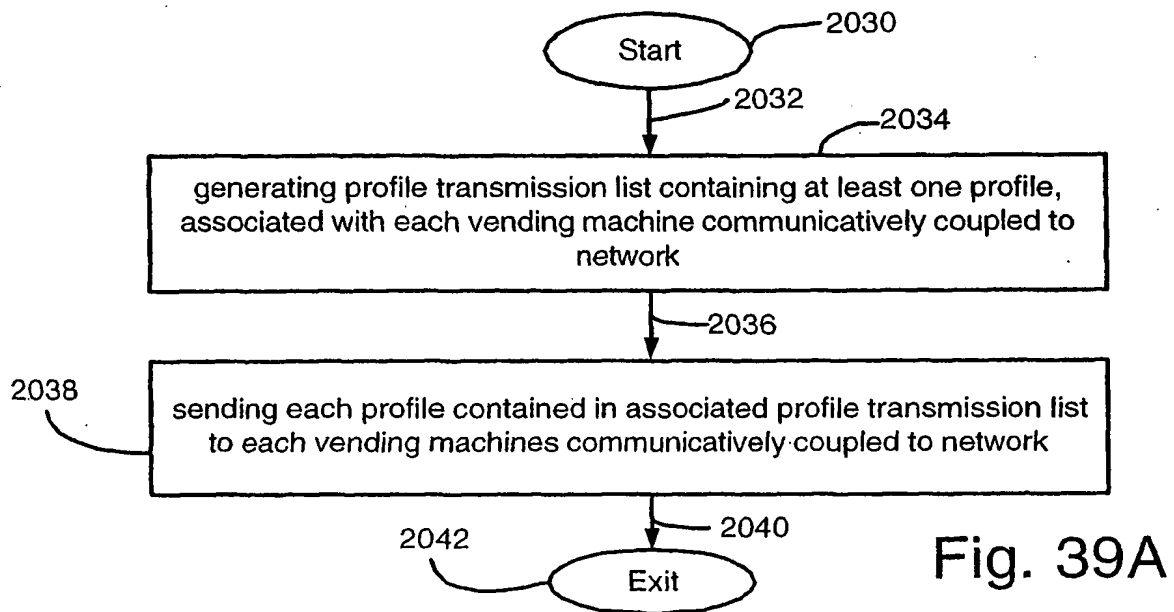 Start
2030
2032
2034
generating profile transmission list containing at least one profile,
associated with each vending machine communicatively coupled to
network
2036
2038
sending each profile contained in associated profile transmission list
to each vending machines communicatively coupled to network
2040
2042
Exit
Fig. 39A